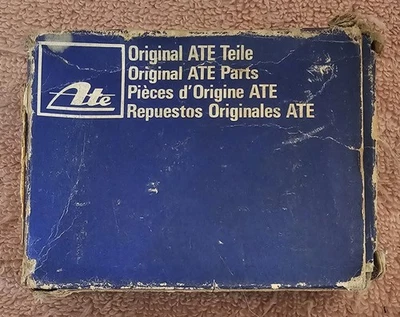 Original ATE Teile
Original ATE Parts
Pièces d'Origine ATE
Repuestos Originales ATE
Ate